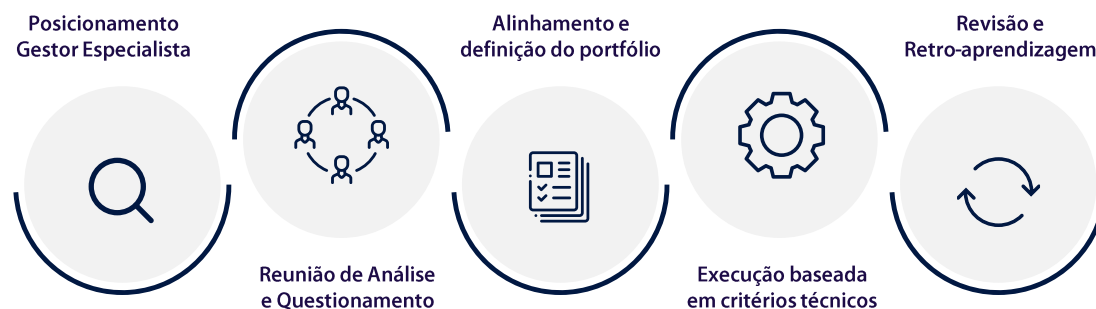 Posicionamento
Gestor Especialista
Reunião de Análise
e Questionamento
Alinhamento e
definição do portfólio
Execução baseada
em critérios técnicos
Revisão e
Retro-aprendizagem